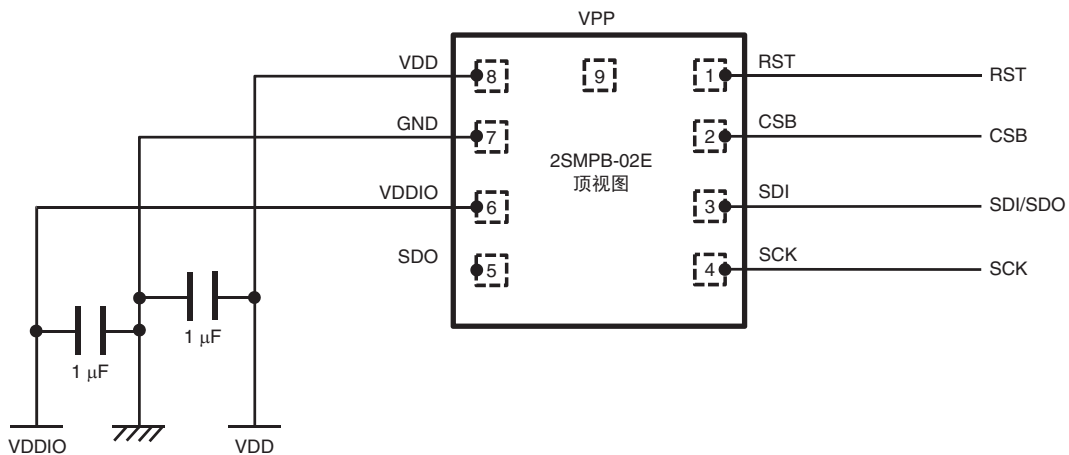 VPP
VDD
8
9
1
RST
RST
GND
7
2
CSB
CSB
2SMPB-02E
顶视图
VDDIO
6
3
SDI
SDI/SDO
SDO
5
4
SCK
SCK
1 μF
1 μF
VDDIO
VDD